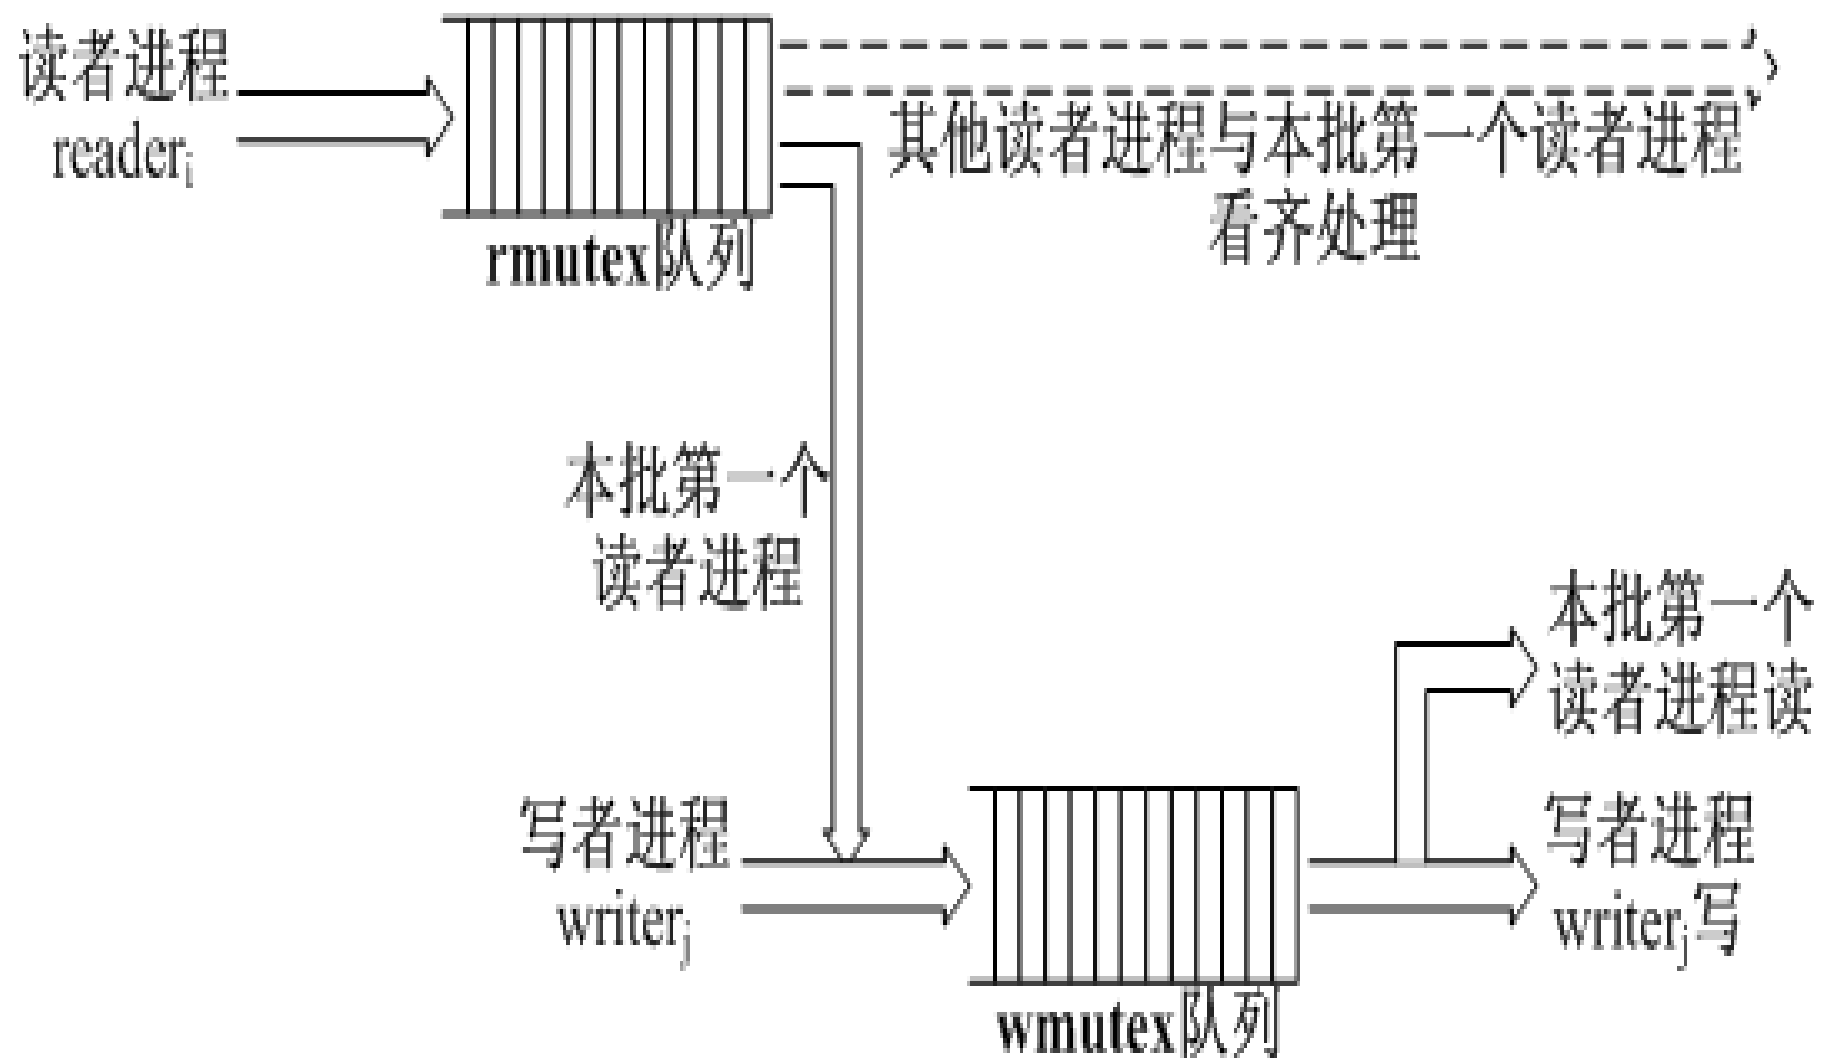 读者进程
reader_i
rmutex队列
其他读者进程与本批第一个读者进程
看齐处理
本批第一个
读者进程
本批第一个
读者进程读
写者进程
writer_j
写者进程
writer_j写
wmutex队列